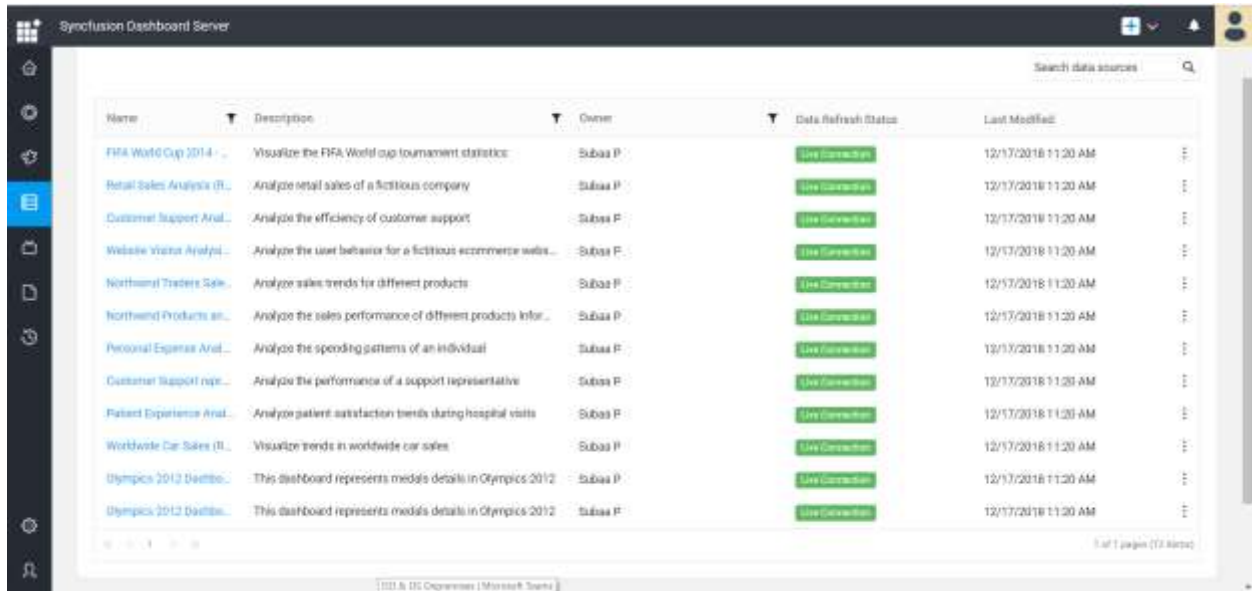 Syncfusion Dashboard Server
Search data sources
Name Description Owner Data Refresh Status Last Modified
FIFA World Cup 2014 - ... Visualize the FIFA World cup tournament statistics Subaa P Live Connection 12/17/2018 11:20 AM
Retail Sales Analysis (R... Analyze retail sales of a fictitious company Subaa P Live Connection 12/17/2018 11:20 AM
Customer Support Anal... Analyze the efficiency of customer support Subaa P Live Connection 12/17/2018 11:20 AM
Website Visitor Analysi... Analyze the user behavior for a fictitious ecommerce webs... Subaa P Live Connection 12/17/2018 11:20 AM
Northwind Traders Sale... Analyze sales trends for different products Subaa P Live Connection 12/17/2018 11:20 AM
Northwind Products an... Analyze the sales performance of different products Infor... Subaa P Live Connection 12/17/2018 11:20 AM
Personal Expense Anal... Analyze the spending patterns of an individual Subaa P Live Connection 12/17/2018 11:20 AM
Customer Support repr... Analyze the performance of a support representative Subaa P Live Connection 12/17/2018 11:20 AM
Patient Experience Anal... Analyze patient satisfaction trends during hospital visits Subaa P Live Connection 12/17/2018 11:20 AM
Worldwide Car Sales (R... Visualize trends in worldwide car sales Subaa P Live Connection 12/17/2018 11:20 AM
Olympics 2012 Dashbo... This dashboard represents medals details in Olympics 2012 Subaa P Live Connection 12/17/2018 11:20 AM
Olympics 2012 Dashbo... This dashboard represents medals details in Olympics 2012 Subaa P Live Connection 12/17/2018 11:20 AM
1 1 of 1 pages (12 items)
| Microsoft Teams